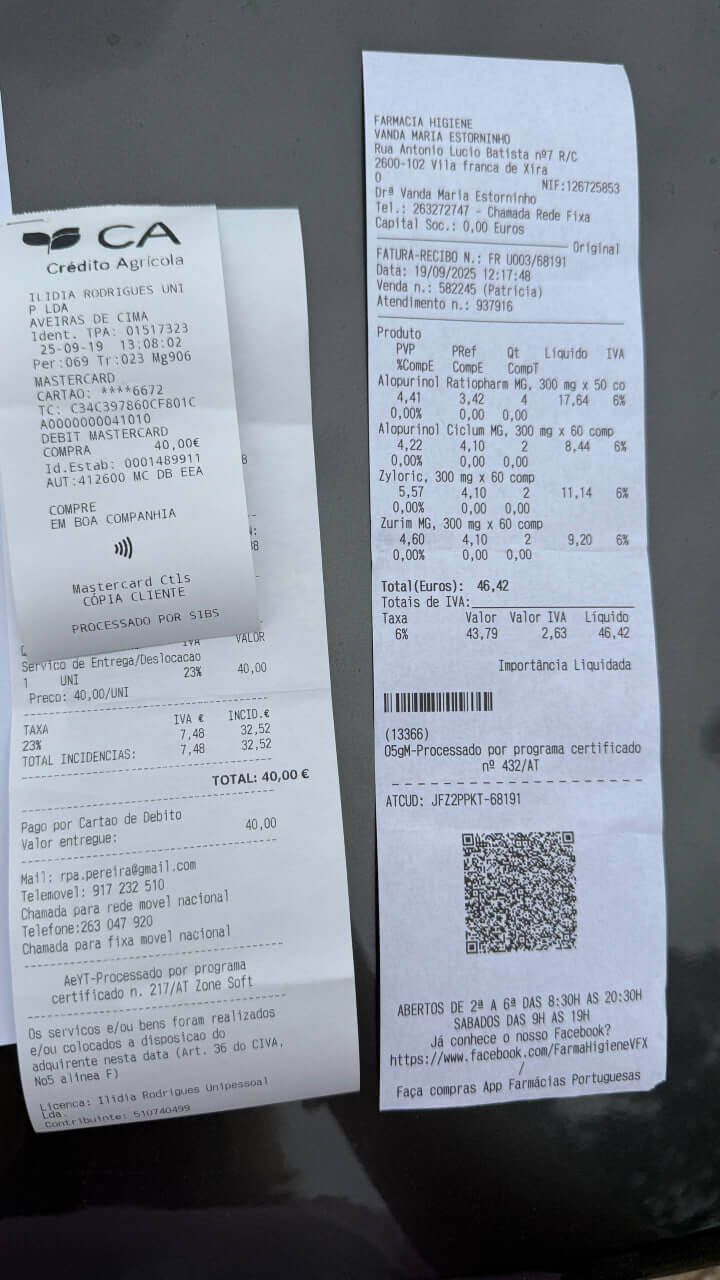 CA
Crédito Agrícola
ILIDIA RODRIGUES UNI
P LDA
AVEIRAS DE CIMA
Ident. TPA: 01517323
25-09-19 13:08:02
Per:069 Tr:023 Mg906
MASTERCARD
CARTAO: ****6672
TC: C34C397860CF801C
A0000000041010
DEBIT MASTERCARD
COMPRA 40,00€
Id.Estab: 0001489911
AUT:412600 MC DB EEA
COMPRE
EM BOA COMPANHIA
Mastercard Ctls
CÓPIA CLIENTE
PROCESSADO POR SIBS
IVA VALOR
Servico de Entrega/Deslocacao
1 UNI 23% 40,00
Preco: 40,00/UNI
TAXA IVA € INCID.€
23% 7,48 32,52
TOTAL INCIDENCIAS: 7,48 32,52
TOTAL: 40,00 €
Pago por Cartao de Debito
Valor entregue: 40,00
Mail: rpa.pereira@gmail.com
Telemovel: 917 232 510
Chamada para rede movel nacional
Telefone:263 047 920
Chamada para fixa movel nacional
AeYT-Processado por programa
certificado n. 217/AT Zone Soft
Os servicos e/ou bens foram realizados
e/ou colocados a disposicao do
adquirente nesta data (Art. 36 do CIVA,
No5 alinea F)
Licenca: Ilidia Rodrigues Unipessoal
Lda.
Contribuinte: 510740499
FARMACIA HIGIENE
VANDA MARIA ESTORNINHO
Rua Antonio Lucio Batista nº7 R/C
2600-102 Vila franca de Xira
0 NIF:126725853
Drª Vanda Maria Estorninho
Tel.: 263272747 - Chamada Rede Fixa
Capital Soc.: 0,00 Euros
Original
FATURA-RECIBO N.: FR U003/68191
Data: 19/09/2025 12:17:48
Venda n.: 582245 (Patricia)
Atendimento n.: 937916
Produto
PVP PRef Qt Líquido IVA
%CompE CompE CompT
Alopurinol Ratiopharm MG, 300 mg x 50 co
4,41 3,42 4 17,64 6%
0,00% 0,00 0,00
Alopurinol Ciclum MG, 300 mg x 60 comp
4,22 4,10 2 8,44 6%
0,00% 0,00 0,00
Zyloric, 300 mg x 60 comp
5,57 4,10 2 11,14 6%
0,00% 0,00 0,00
Zurim MG, 300 mg x 60 comp
4,60 4,10 2 9,20 6%
0,00% 0,00 0,00
Total(Euros): 46,42
Totais de IVA:
Taxa Valor Valor IVA Líquido
6% 43,79 2,63 46,42
Importância Liquidada
(13366)
O5gM-Processado por programa certificado
nº 432/AT
ATCUD: JFZ2PPKT-68191
ABERTOS DE 2ª A 6ª DAS 8:30H AS 20:30H
SABADOS DAS 9H AS 19H
Já conhece o nosso Facebook?
https://www.facebook.com/FarmaHigieneVFX
/
Faça compras App Farmácias Portuguesas